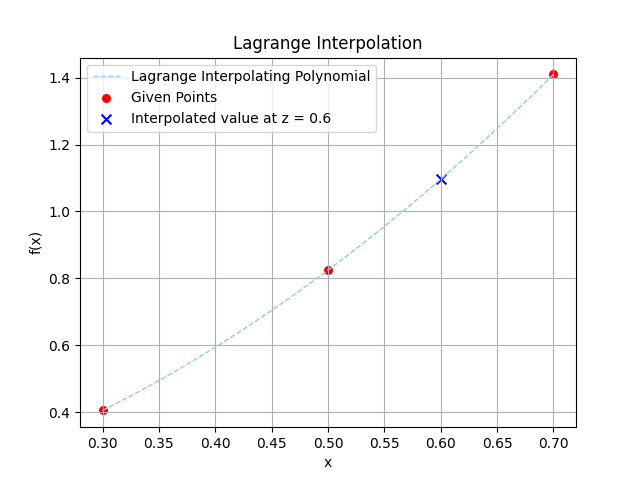 Lagrange Interpolation
Lagrange Interpolating Polynomial
Given Points
Interpolated value at z = 0.6
1.4
1.2
1.0
0.8
0.6
0.4
f(x)
0.30 0.35 0.40 0.45 0.50 0.55 0.60 0.65 0.70
x